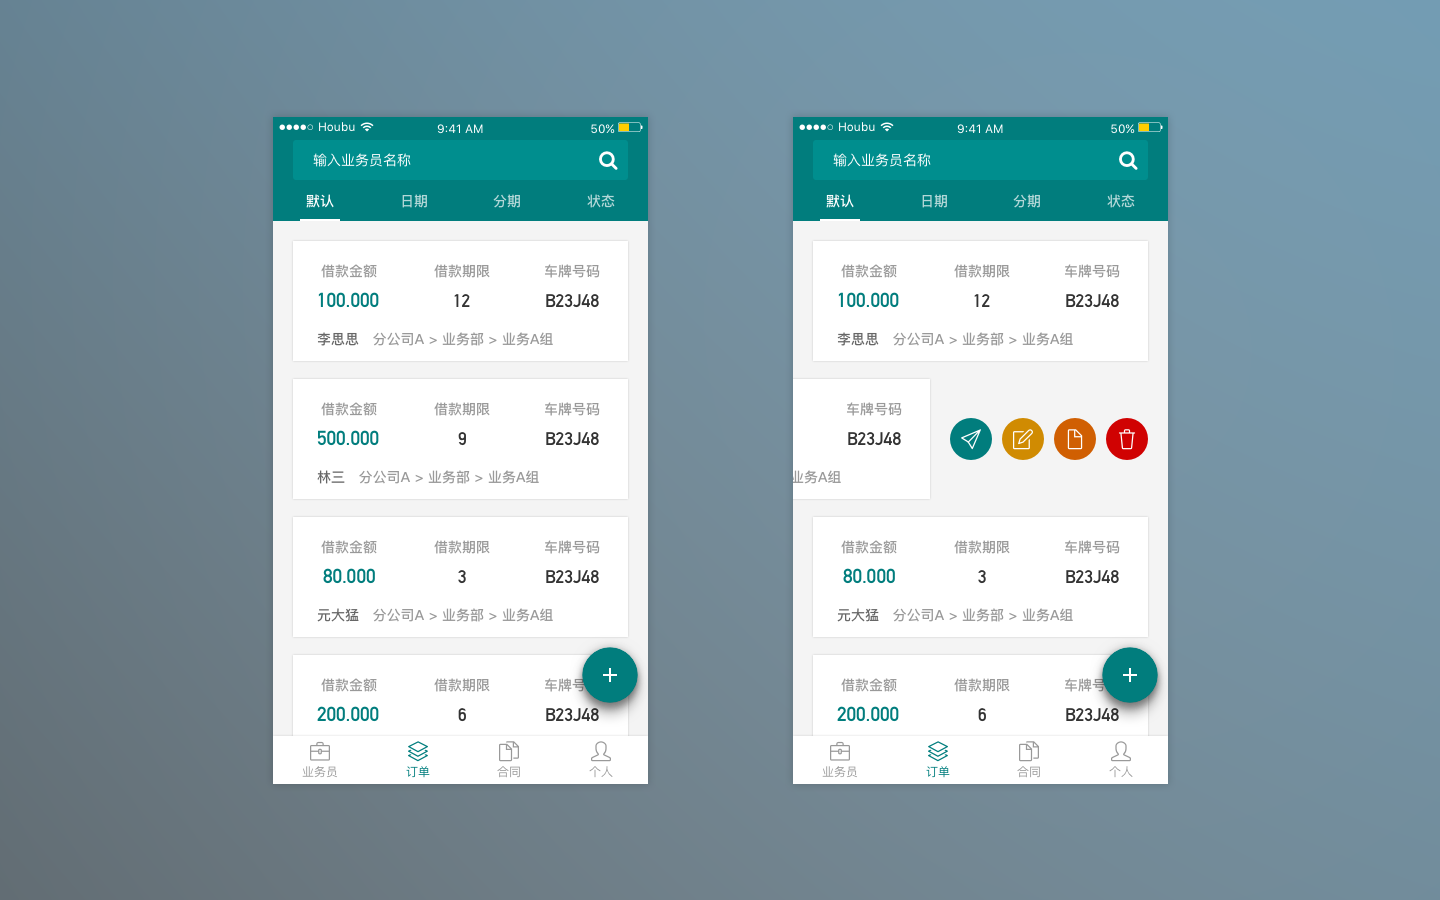 Houbu 9:41 AM 50%
输入业务员名称
默认 日期 分期 状态
借款金额 借款期限 车牌号码
100.000 12 B23J48
李思思 分公司A > 业务部 > 业务A组
借款金额 借款期限 车牌号码
500.000 9 B23J48
林三 分公司A > 业务部 > 业务A组
借款金额 借款期限 车牌号码
80.000 3 B23J48
元大猛 分公司A > 业务部 > 业务A组
借款金额 借款期限 车牌号
200.000 6 B23J48
业务员 订单 合同 个人
Houbu 9:41 AM 50%
输入业务员名称
默认 日期 分期 状态
借款金额 借款期限 车牌号码
100.000 12 B23J48
李思思 分公司A > 业务部 > 业务A组
车牌号码
B23J48
业务A组
借款金额 借款期限 车牌号码
80.000 3 B23J48
元大猛 分公司A > 业务部 > 业务A组
借款金额 借款期限 车牌号
200.000 6 B23J48
业务员 订单 合同 个人